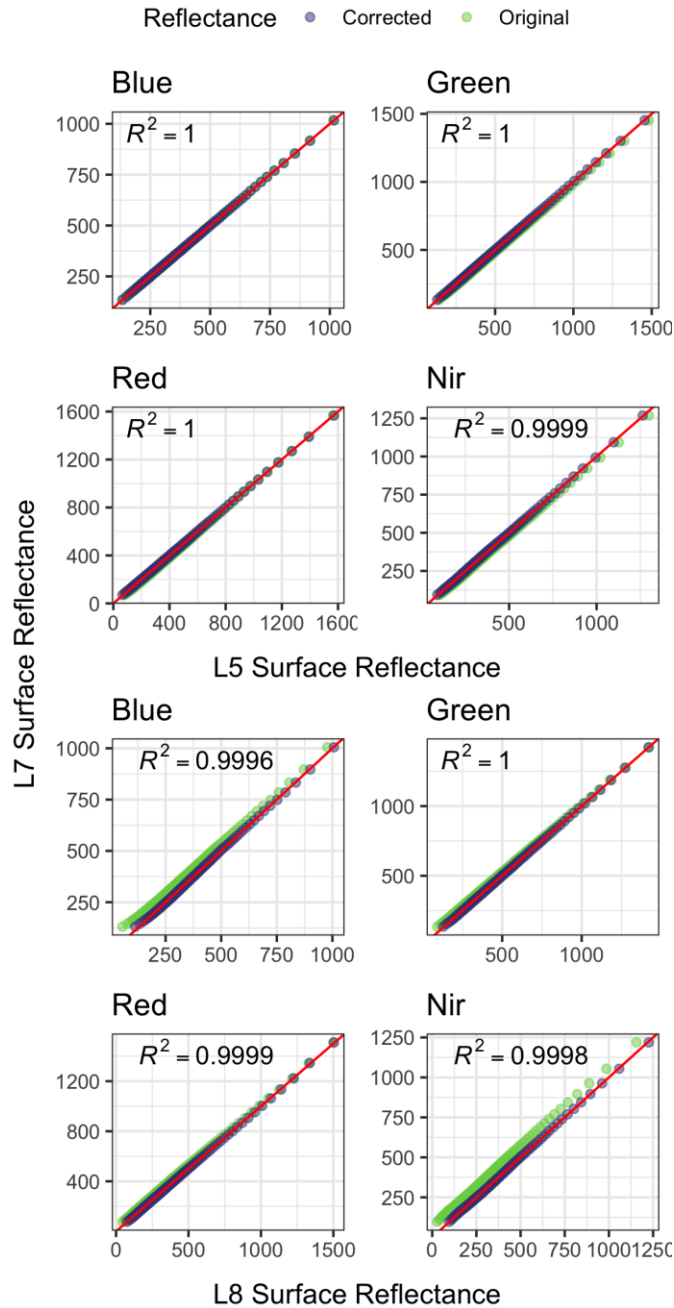 Reflectance Corrected Original
Blue Green
R² = 1 R² = 1
1000
750
500
250
250 500 750 1000
1500
1000
500
500 1000 1500
Red Nir
R² = 1 R² = 0.9999
1600
1200
800
400
0
0 400 800 1200 1600
1250
1000
750
500
250
500 1000
L5 Surface Reflectance
L7 Surface Reflectance
Blue Green
R² = 0.9996 R² = 1
1000
750
500
250
250 500 750 1000
1000
500
500 1000
Red Nir
R² = 0.9999 R² = 0.9998
1200
800
400
0 500 1000 1500
1250
1000
750
500
250
0 250 500 750 1000 1250
L8 Surface Reflectance